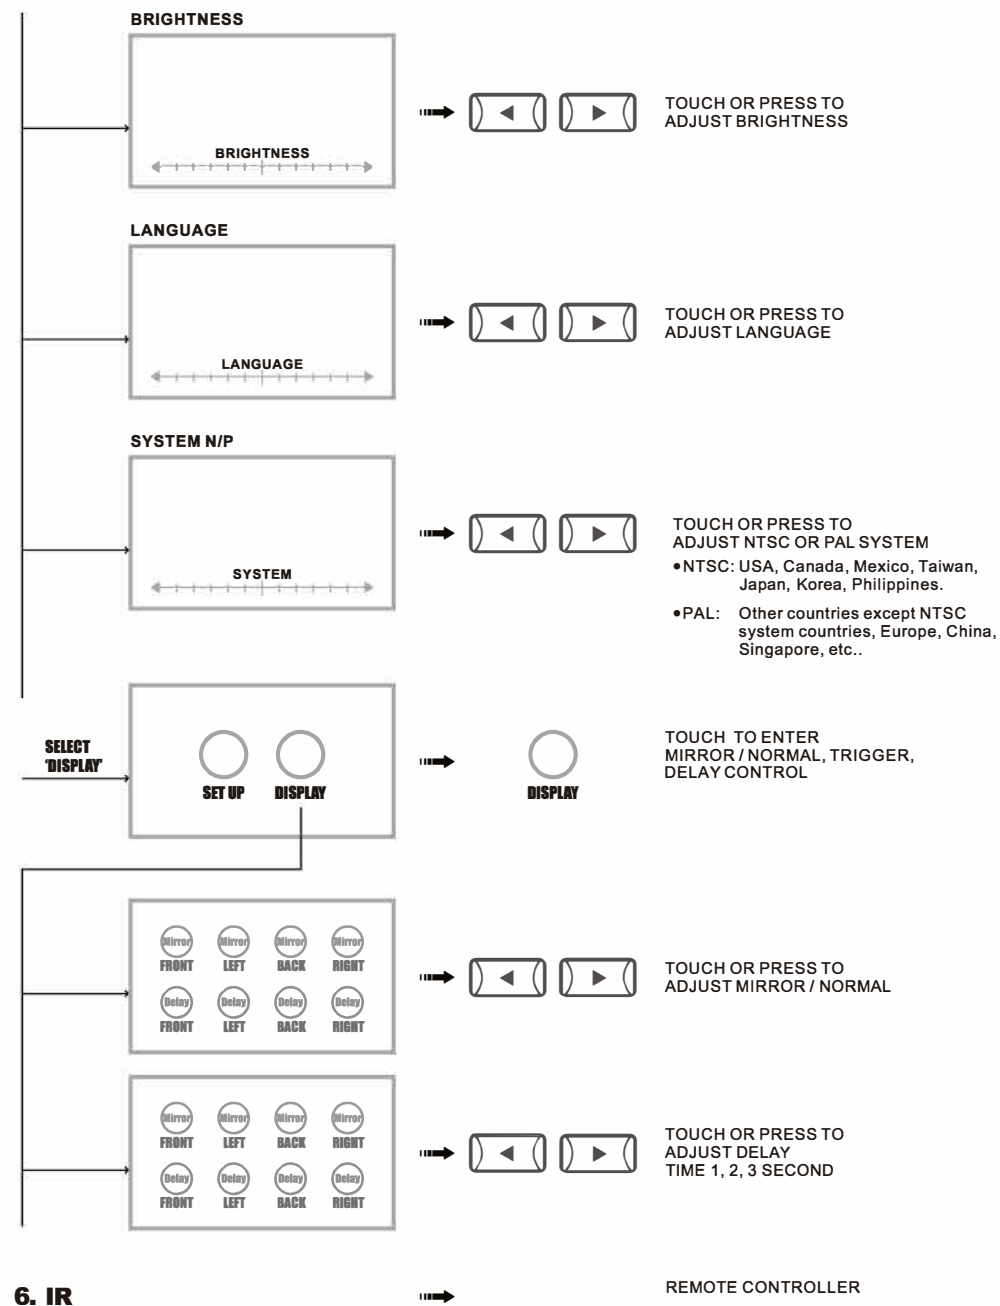 BRIGHTNESS
BRIGHTNESS
TOUCH OR PRESS TO
ADJUST BRIGHTNESS
LANGUAGE
LANGUAGE
TOUCH OR PRESS TO
ADJUST LANGUAGE
SYSTEM N/P
SYSTEM
TOUCH OR PRESS TO
ADJUST NTSC OR PAL SYSTEM
•NTSC: USA, Canada, Mexico, Taiwan,
Japan, Korea, Philippines.
•PAL: Other countries except NTSC
system countries, Europe, China,
Singapore, etc..
SELECT
'DISPLAY'
SET UP DISPLAY
DISPLAY
TOUCH TO ENTER
MIRROR / NORMAL, TRIGGER,
DELAY CONTROL
Mirror Mirror Mirror Mirror
FRONT LEFT BACK RIGHT
Delay Delay Delay Delay
FRONT LEFT BACK RIGHT
TOUCH OR PRESS TO
ADJUST MIRROR / NORMAL
Mirror Mirror Mirror Mirror
FRONT LEFT BACK RIGHT
Delay Delay Delay Delay
FRONT LEFT BACK RIGHT
TOUCH OR PRESS TO
ADJUST DELAY
TIME 1, 2, 3 SECOND
6. IR
REMOTE CONTROLLER